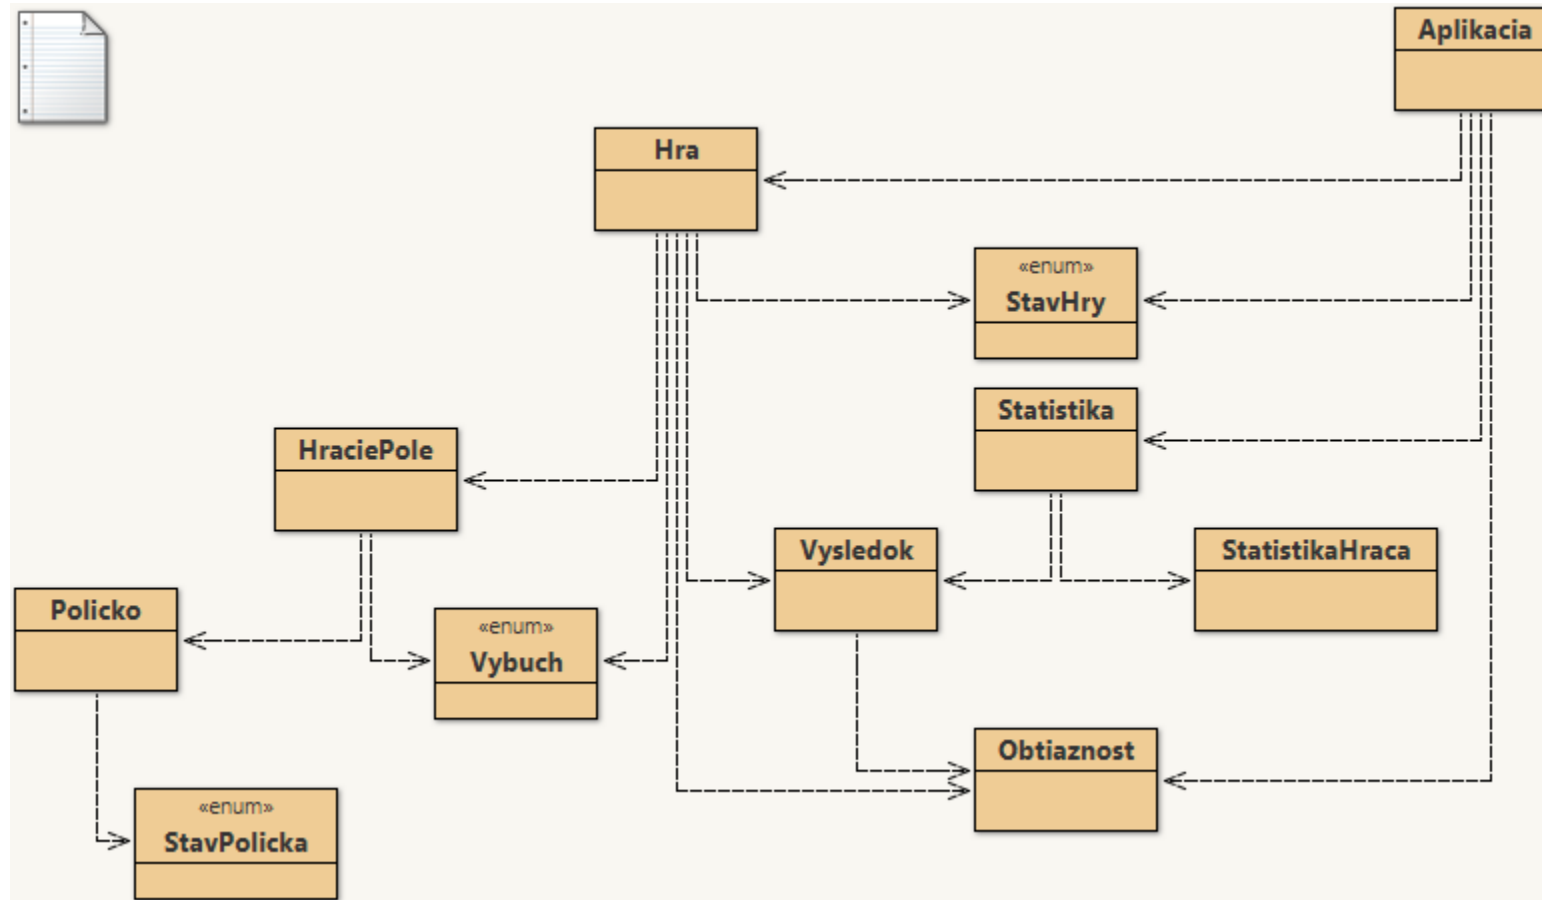 Aplikacia
Hra
«enum»
StavHry
Statistika
HraciePole
Vysledok
StatistikaHraca
Policko
«enum»
Vybuch
Obtiaznost
«enum»
StavPolicka